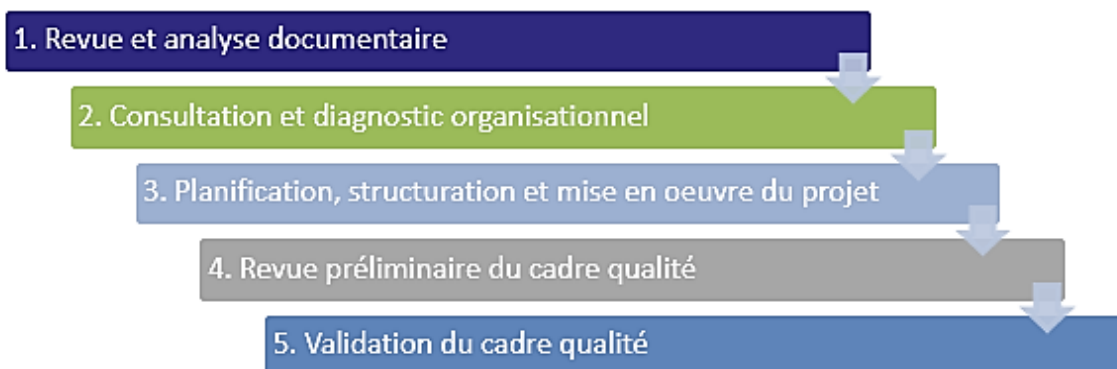 1. Revue et analyse documentaire
2. Consultation et diagnostic organisationnel
3. Planification, structuration et mise en oeuvre du projet
4. Revue préliminaire du cadre qualité
5. Validation du cadre qualité